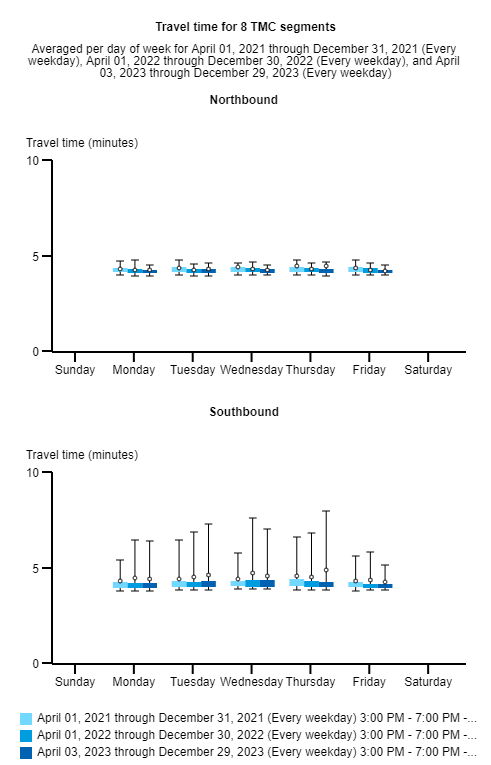 Travel time for 8 TMC segments
Averaged per day of week for April 01, 2021 through December 31, 2021 (Every
weekday), April 01, 2022 through December 30, 2022 (Every weekday), and April
03, 2023 through December 29, 2023 (Every weekday)
Northbound
Travel time (minutes)
10
5
0
Sunday Monday Tuesday Wednesday Thursday Friday Saturday
Southbound
Travel time (minutes)
10
5
0
Sunday Monday Tuesday Wednesday Thursday Friday Saturday
April 01, 2021 through December 31, 2021 (Every weekday) 3:00 PM - 7:00 PM -...
April 01, 2022 through December 30, 2022 (Every weekday) 3:00 PM - 7:00 PM -...
April 03, 2023 through December 29, 2023 (Every weekday) 3:00 PM - 7:00 PM -...